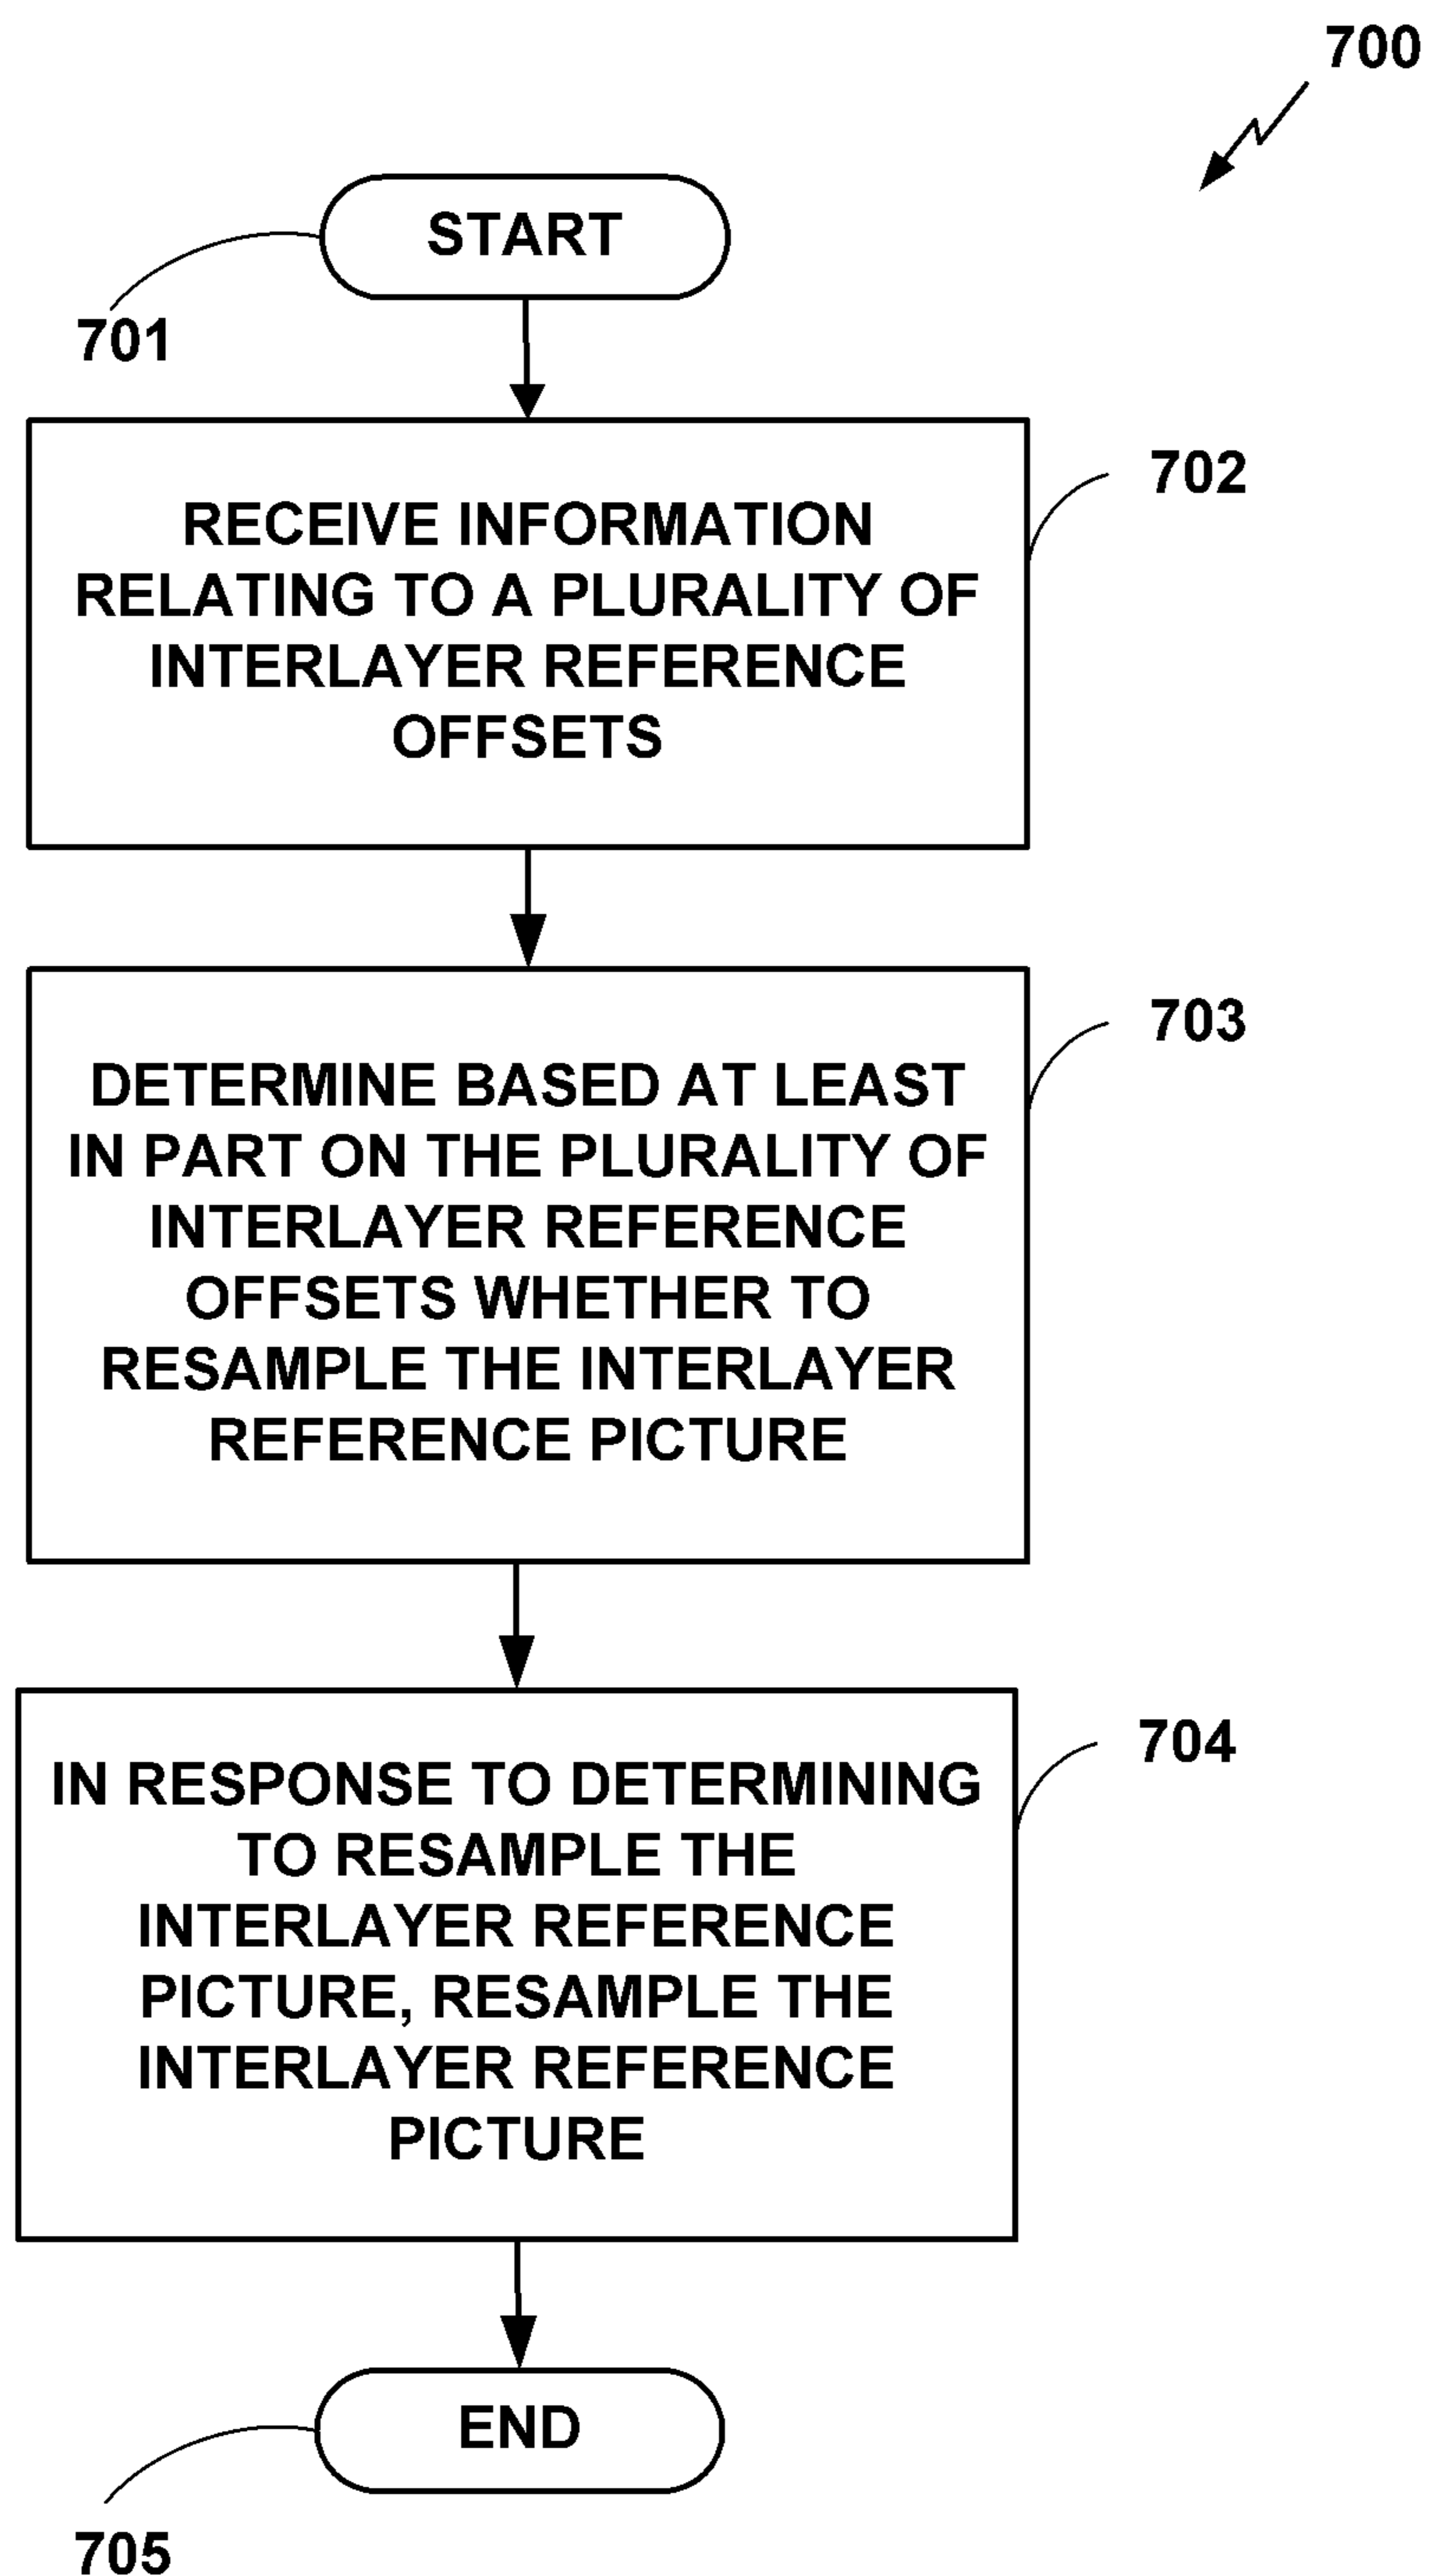 700
START
701
RECEIVE INFORMATION
RELATING TO A PLURALITY OF
INTERLAYER REFERENCE
OFFSETS
702
DETERMINE BASED AT LEAST
IN PART ON THE PLURALITY OF
INTERLAYER REFERENCE
OFFSETS WHETHER TO
RESAMPLE THE INTERLAYER
REFERENCE PICTURE
703
IN RESPONSE TO DETERMINING
TO RESAMPLE THE
INTERLAYER REFERENCE
PICTURE, RESAMPLE THE
INTERLAYER REFERENCE
PICTURE
704
END
705